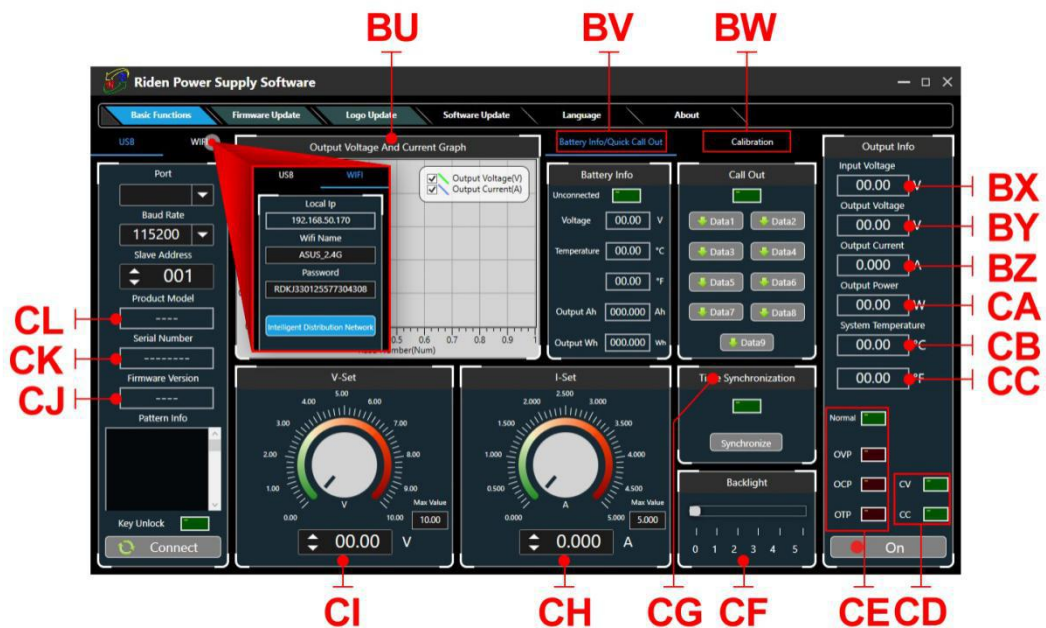 BU BV BW
Riden Power Supply Software
Basic Functions Firmware Update Logo Update Software Update Language About
USB WIFI
Port
Baud Rate
115200
Slave Address
001
Product Model
----
Serial Number
--------
Firmware Version
----
Pattern Info
Key Unlock
Connect
CL
CK
CJ
Output Voltage And Current Graph
Output Voltage(V)
Output Current(A)
0.5 0.6 0.7 0.8 0.9 1
USB WIFI
Local Ip
192.168.50.170
Wifi Name
ASUS_2.4G
Password
RDKJ330125577304308
Intelligent Distribution Network
Battery Info/Quick Call Out Calibration
Battery Info
Unconnected
Voltage 00.00 V
Temperature 00.00 °C
00.00 °F
Output Ah 000.000 Ah
Output Wh 000.000 Wh
Call Out
Data1 Data2
Data3 Data4
Data5 Data6
Data7 Data8
Data9
Output Info
Input Voltage
00.00 V
Output Voltage
00.00 V
Output Current
0.000 A
Output Power
00.00 W
System Temperature
00.00 °C
00.00 °F
Normal
OVP
OCP CV
OTP CC
On
BX
BY
BZ
CA
CB
CC
V-Set
0.00 1.00 2.00 3.00 4.00 5.00 6.00 7.00 8.00 9.00 10.00
V
Max Value
10.00
00.00 V
I-Set
0.000 0.500 1.000 2.000 2.500 3.000 4.000 4.500 5.000
A
Max Value
5.000
0.000 A
Time Synchronization
Synchronize
Backlight
0 1 2 3 4 5
CI CH CG CF CE CD